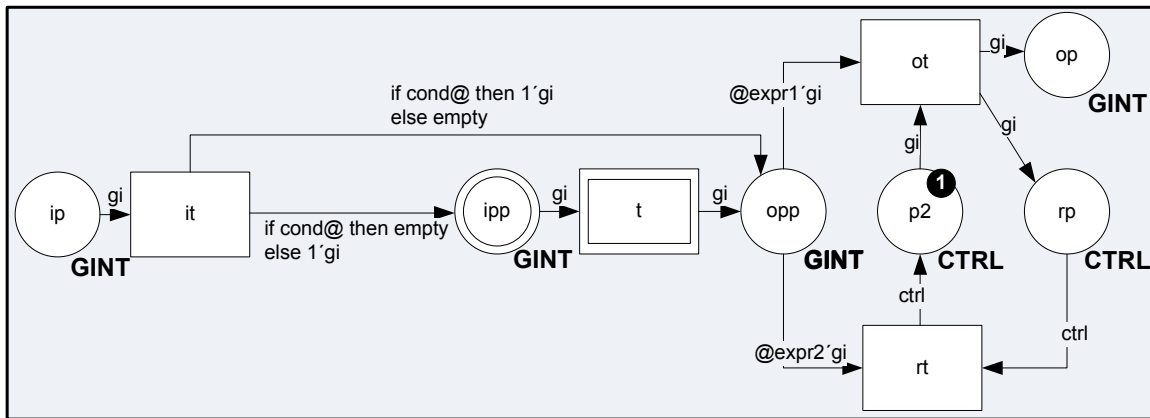 if cond@ then 1´gi
else empty
ip
GINT
gi
it
if cond@ then empty
else 1´gi
ipp
GINT
gi
t
gi
opp
GINT
@expr1´gi
@expr2´gi
ot
gi
op
GINT
gi
gi
p2
1
CTRL
rp
CTRL
ctrl
ctrl
rt